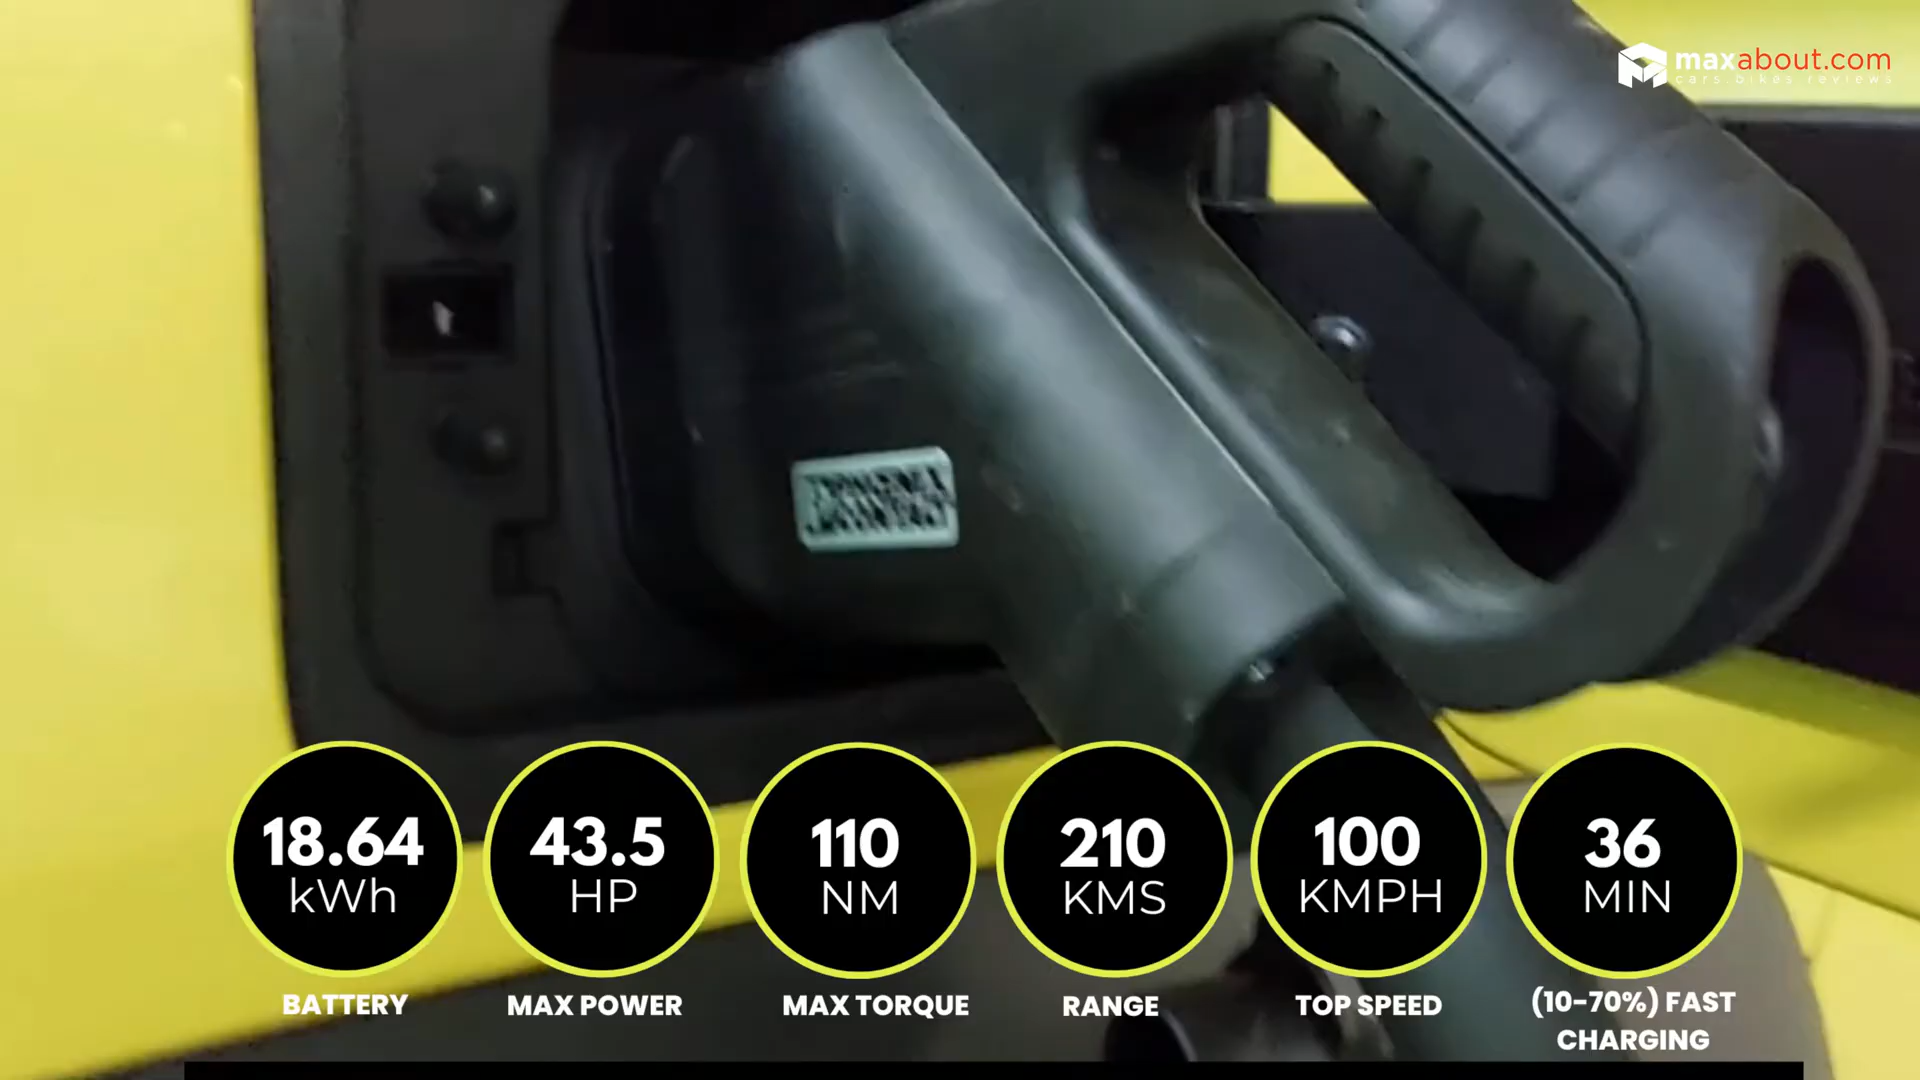 maxabout.com
cars.bikes.reviews
18.64
kWh
BATTERY
43.5
HP
MAX POWER
110
NM
MAX TORQUE
210
KMS
RANGE
100
KMPH
TOP SPEED
36
MIN
(10-70%) FAST
CHARGING